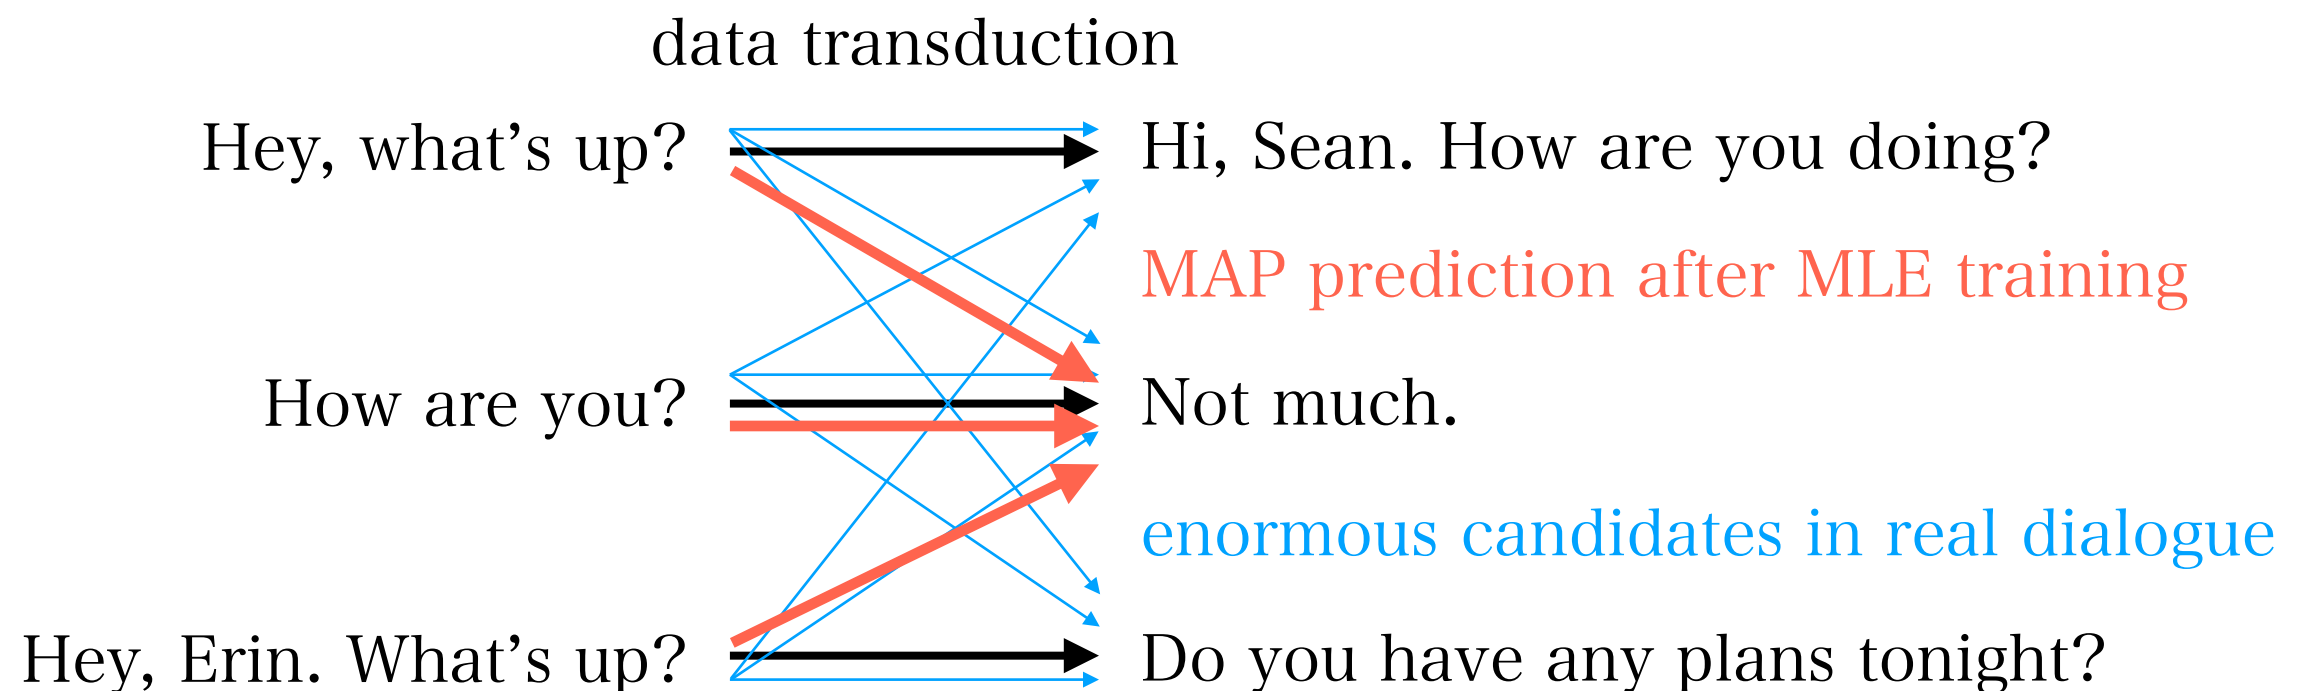 data transduction
Hey, what’s up?
Hi, Sean. How are you doing?
MAP prediction after MLE training
How are you?
Not much.
enormous candidates in real dialogue
Hey, Erin. What’s up?
Do you have any plans tonight?